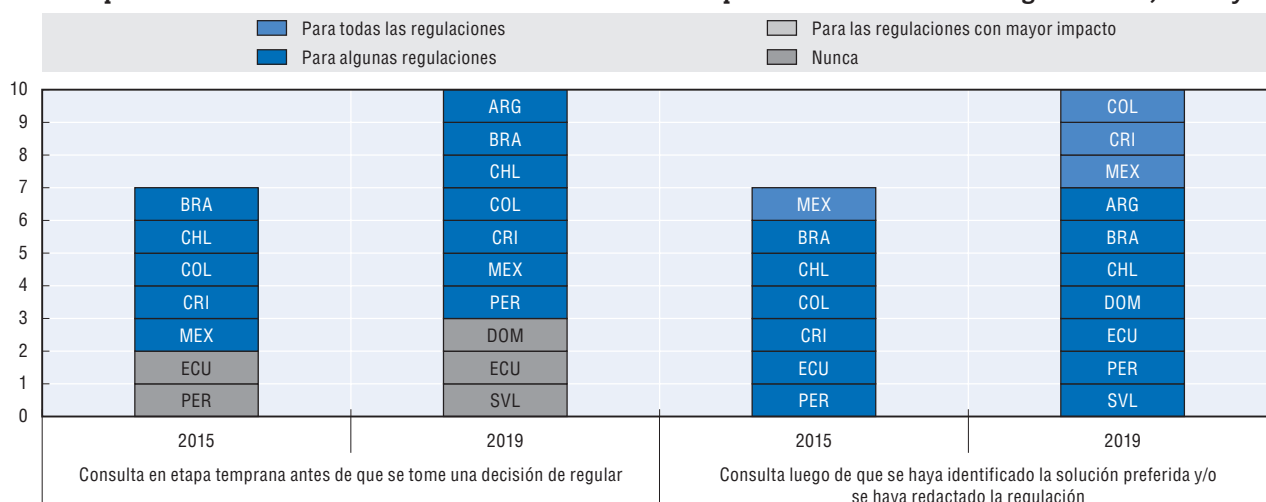 Para todas las regulaciones
Para las regulaciones con mayor impacto
Para algunas regulaciones
Nunca
10
9
8
7
6
5
4
3
2
1
0
BRA
CHL
COL
CRI
MEX
ECU
PER
ARG
BRA
CHL
COL
CRI
MEX
PER
DOM
ECU
SVL
MEX
BRA
CHL
COL
CRI
ECU
PER
COL
CRI
MEX
ARG
BRA
CHL
DOM
ECU
PER
SVL
2015
2019
2015
2019
Consulta en etapa temprana antes de que se tome una decisión de regular
Consulta luego de que se haya identificado la solución preferida y/o
se haya redactado la regulación